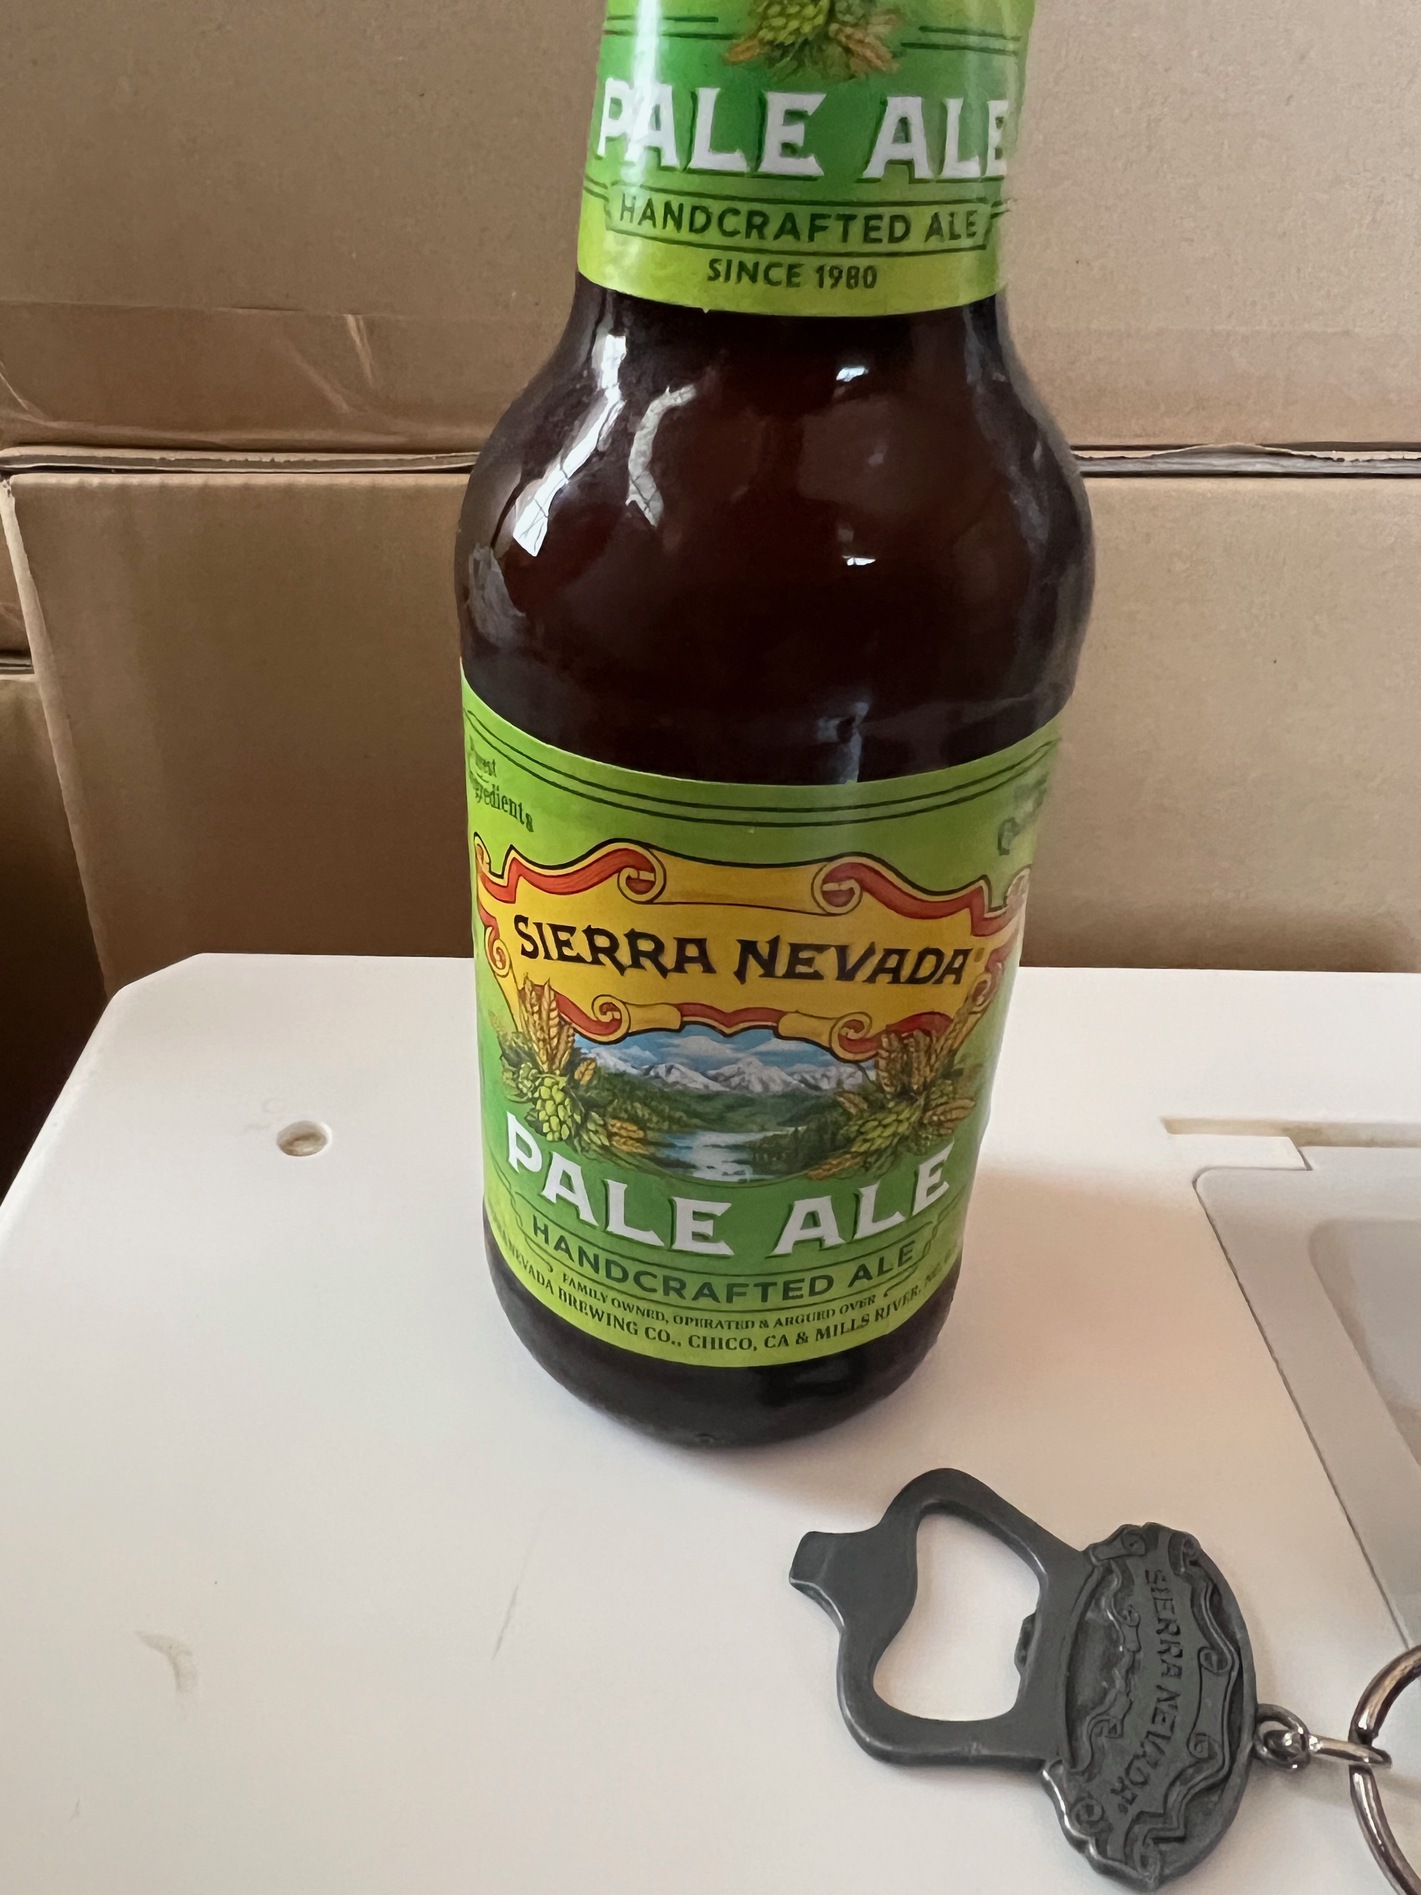 PALE ALE
HANDCRAFTED ALE
SINCE 1980
SIERRA NEVADA
PALE ALE
HANDCRAFTED ALE
FAMILY OWNED, OPERATED & ARGUED OVER
NEVADA BREWING CO., CHICO, CA & MILLS RIVER,
SIERRA NEVADA